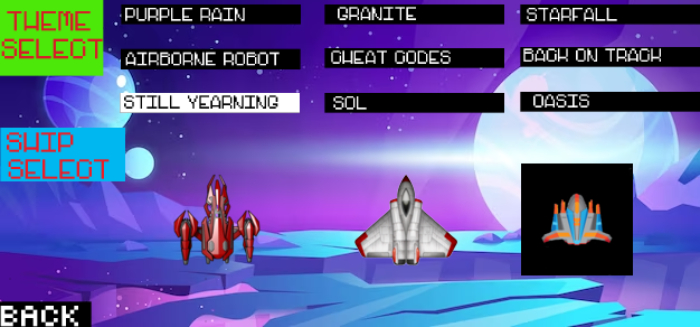 THEME
SELECT
PURPLE RAIN
GRANITE
STARFALL
AIRBORNE ROBOT
CHEAT CODES
BACK ON TRACK
STILL YEARNING
SOL
OASIS
SHIP
SELECT
BACK